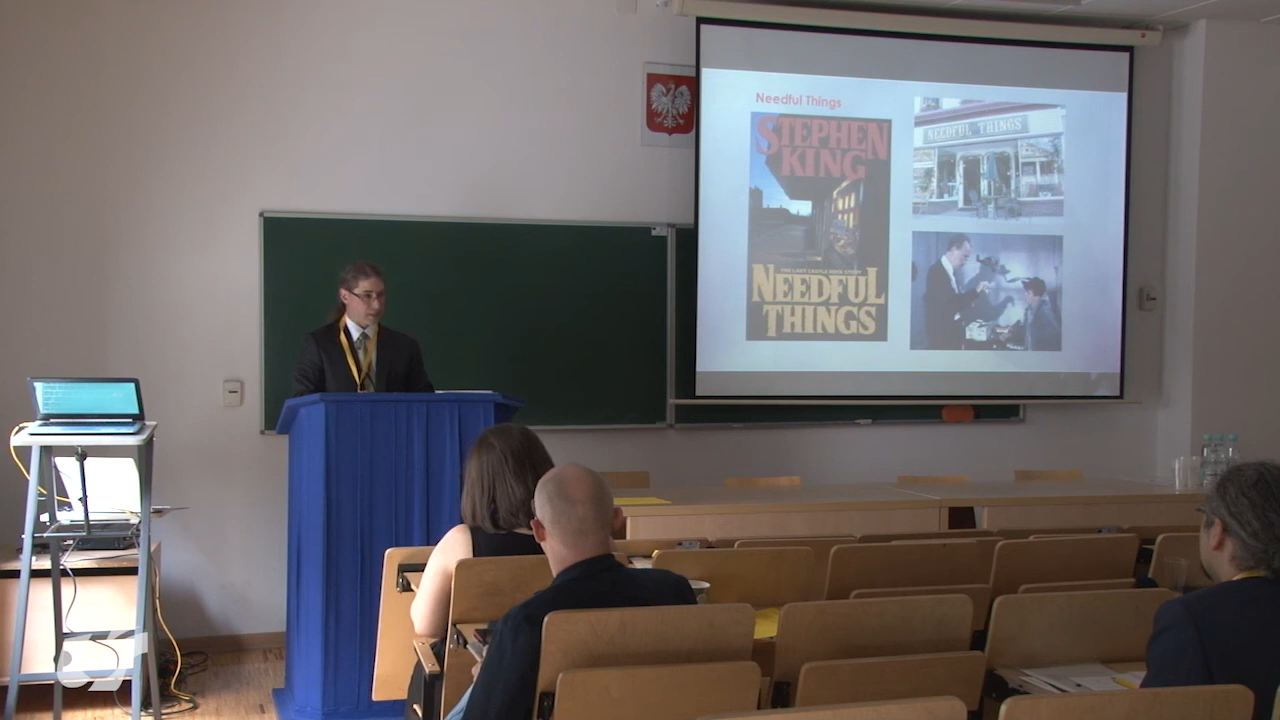 Needful Things
STEPHEN
KING
THE LAST CASTLE ROCK STORY
NEEDFUL
THINGS
NEEDFUL THINGS